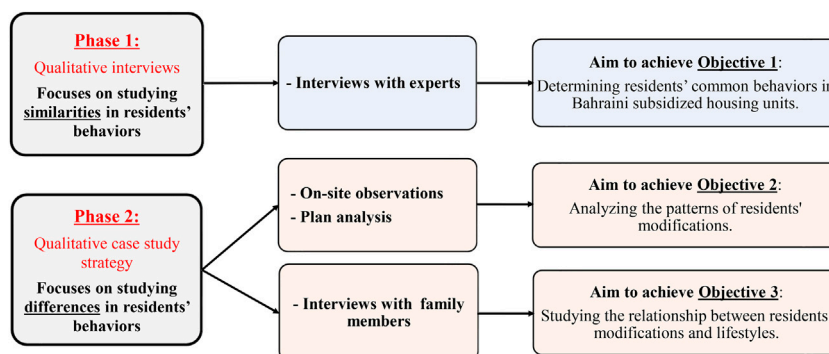 Phase 1:
Qualitative interviews
Focuses on studying
similarities in residents'
behaviors
- Interviews with experts
Aim to achieve Objective 1:
Determining residents' common behaviors in
Bahraini subsidized housing units.
Phase 2:
Qualitative case study
strategy
Focuses on studying
differences in residents'
behaviors
- On-site observations
- Plan analysis
Aim to achieve Objective 2:
Analyzing the patterns of residents'
modifications.
- Interviews with family
members
Aim to achieve Objective 3:
Studying the relationship between residents'
modifications and lifestyles.